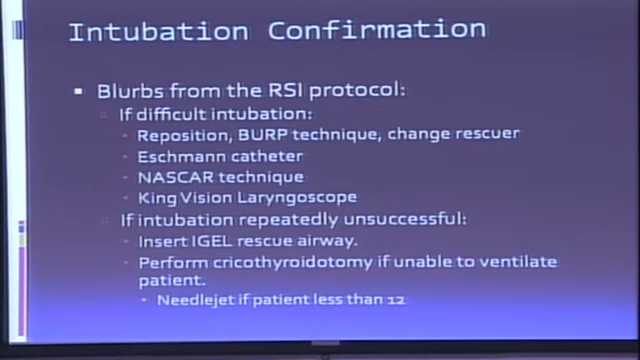 Intubation Confirmation
Blurbs from the RSI protocol:
If difficult intubation:
Reposition, BURP technique, change rescuer
Eschmann catheter
NASCAR technique
KingVision Laryngoscope
If intubation repeatedly unsuccessful:
Insert IGEL rescue airway.
Perform cricothyroidotomy if unable to ventilate
patient.
Needlejet if patient less than 12